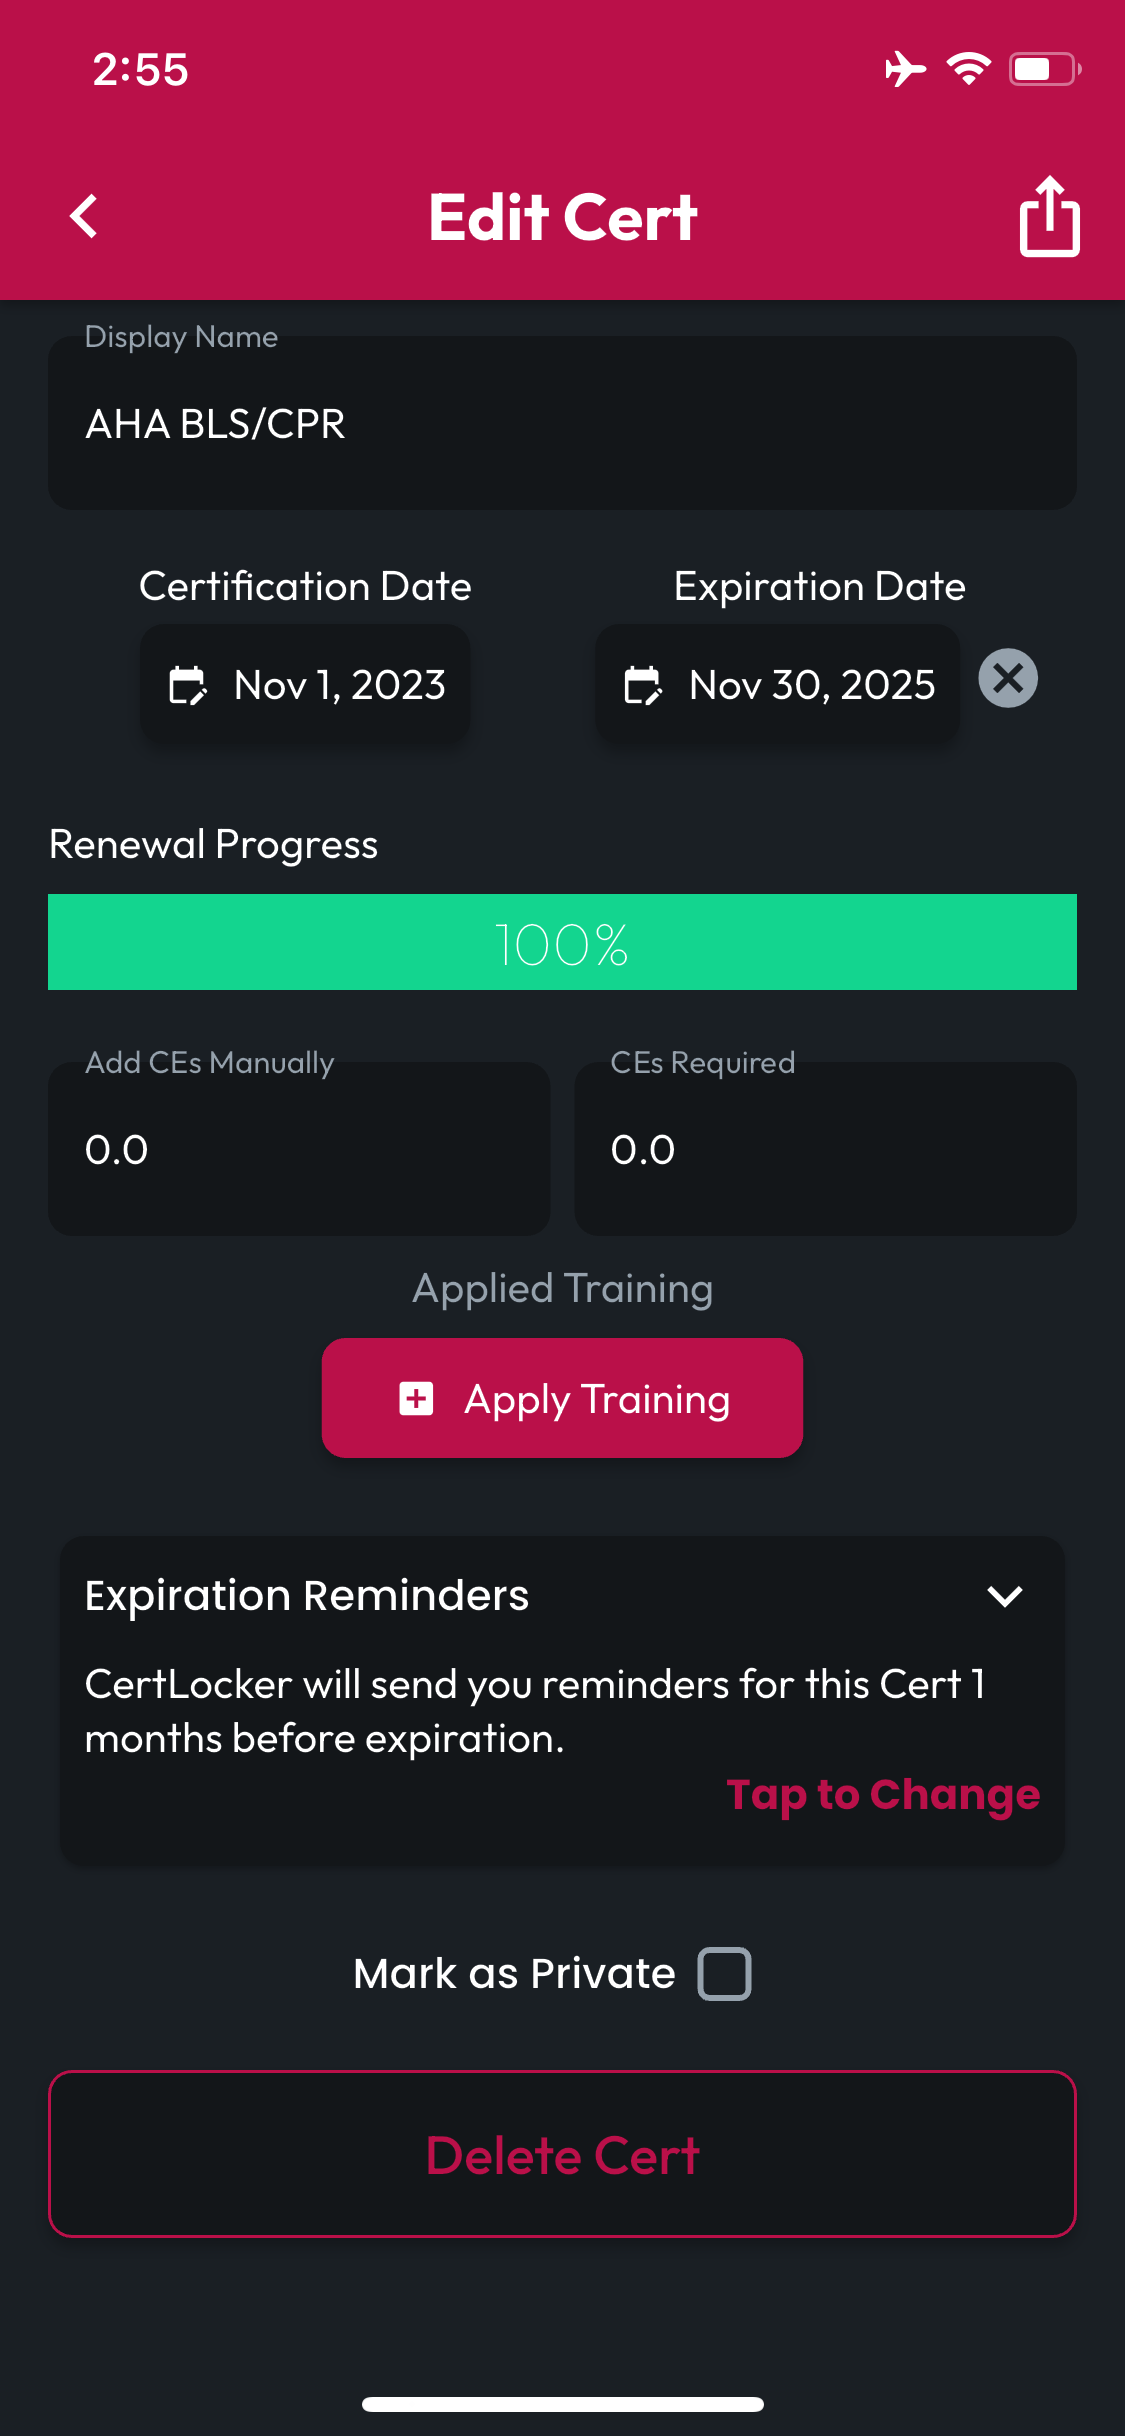 2:55
Edit Cert
Display Name
AHA BLS/CPR
Certification Date
Expiration Date
Nov 1, 2023
Nov 30, 2025
Renewal Progress
100%
Add CEs Manually
CEs Required
0.0
0.0
Applied Training
Apply Training
Expiration Reminders
CertLocker will send you reminders for this Cert 1
months before expiration.
Tap to Change
Mark as Private
Delete Cert